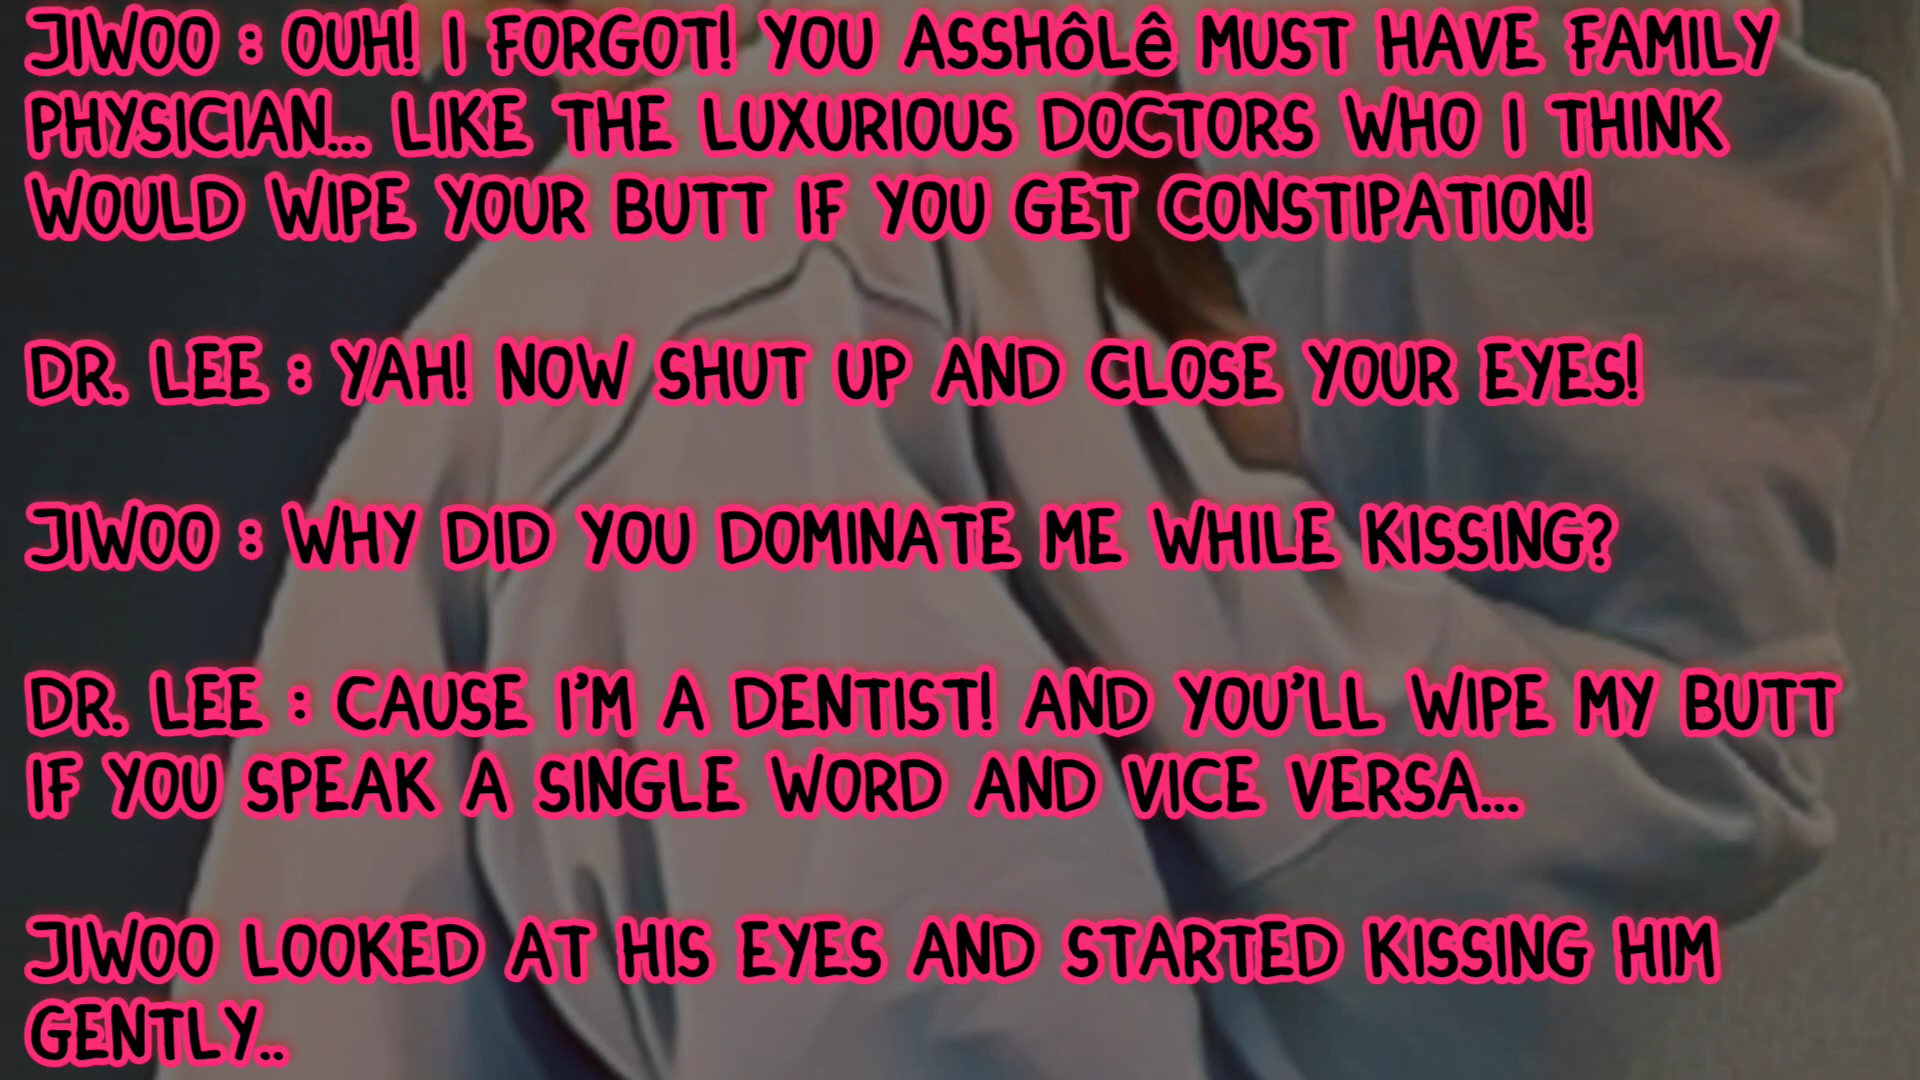 JIWOO : OUH! I FORGOT! YOU ASSHÔLÊ MUST HAVE FAMILY
PHYSICIAN... LIKE THE LUXURIOUS DOCTORS WHO I THINK
WOULD WIPE YOUR BUTT IF YOU GET CONSTIPATION!
DR. LEE : YAH! NOW SHUT UP AND CLOSE YOUR EYES!
JIWOO : WHY DID YOU DOMINATE ME WHILE KISSING?
DR. LEE : CAUSE I'M A DENTIST! AND YOU'LL WIPE MY BUTT
IF YOU SPEAK A SINGLE WORD AND VICE VERSA...
JIWOO LOOKED AT HIS EYES AND STARTED KISSING HIM
GENTLY..